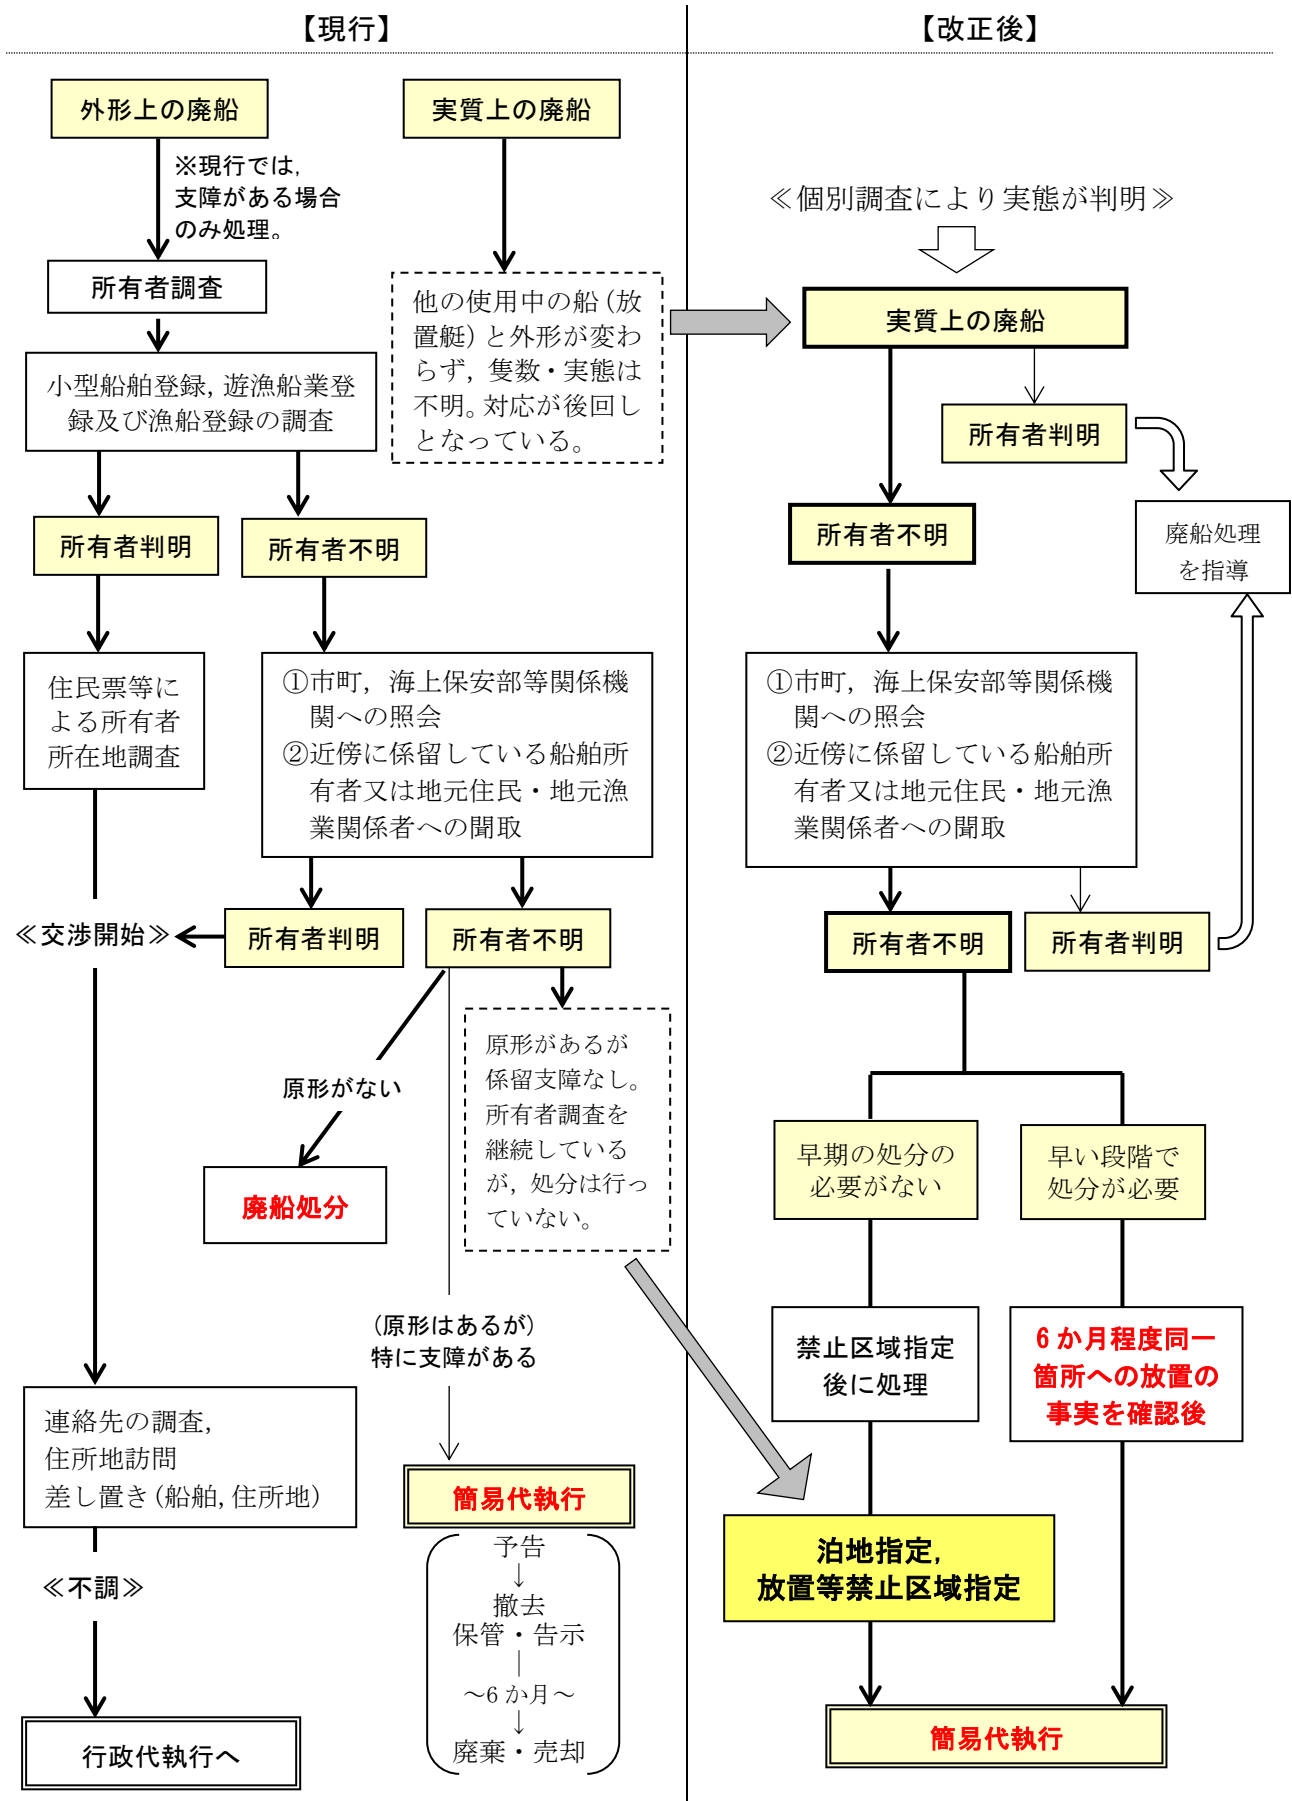 【現行】
外形上の廃船
実質上の廃船
※現行では,
支障がある場合
のみ処理。
所有者調査
他の使用中の船(放
置艇)と外形が変わ
らず,隻数・実態は
不明。対応が後回し
となっている。
小型船舶登録,遊漁船業登
録及び漁船登録の調査
所有者判明
所有者不明
住民票等に
よる所有者
所在地調査
①市町,海上保安部等関係機
関への照会
②近傍に係留している船舶所
有者又は地元住民・地元漁
業関係者への聞取
≪交渉開始≫
所有者判明
所有者不明
原形がない
廃船処分
原形があるが
係留支障なし。
所有者調査を
継続している
が,処分は行っ
ていない。
(原形はあるが)
特に支障がある
連絡先の調査,
住所地訪問
差し置き(船舶,住所地)
≪不調≫
行政代執行へ
簡易代執行
予告
↓
撤去
保管・告示
|
～6か月～
↓
廃棄・売却
【改正後】
≪個別調査により実態が判明≫
実質上の廃船
所有者判明
廃船処理
を指導
所有者不明
①市町,海上保安部等関係機
関への照会
②近傍に係留している船舶所
有者又は地元住民・地元漁
業関係者への聞取
所有者不明
所有者判明
早期の処分の
必要がない
早い段階で
処分が必要
禁止区域指定
後に処理
6か月程度同一
箇所への放置の
事実を確認後
泊地指定,
放置等禁止区域指定
簡易代執行